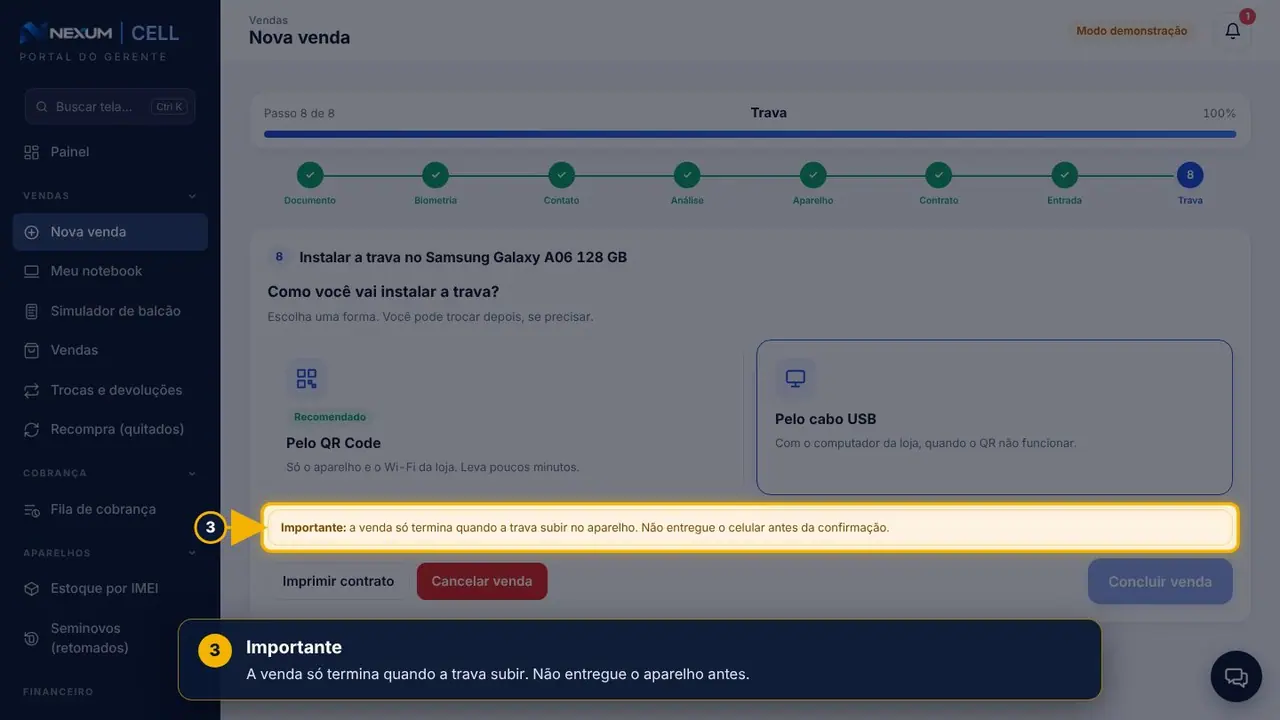 NEXUM | CELL
PORTAL DO GERENTE
Buscar tela... Ctrl K
Painel
VENDAS
Nova venda
Meu notebook
Simulador de balcão
Vendas
Trocas e devoluções
Recompra (quitados)
COBRANÇA
Fila de cobrança
APARELHOS
Estoque por IMEI
Seminovos
(retomados)
FINANCEIRO
Vendas
Nova venda
Modo demonstração
1
Passo 8 de 8
Trava
100%
8
Documento
Biometria
Contato
Análise
Aparelho
Contrato
Entrada
Trava
8 Instalar a trava no Samsung Galaxy A06 128 GB
Como você vai instalar a trava?
Escolha uma forma. Você pode trocar depois, se precisar.
Recomendado
Pelo QR Code
Só o aparelho e o Wi-Fi da loja. Leva poucos minutos.
Pelo cabo USB
Com o computador da loja, quando o QR não funcionar.
3
Importante: a venda só termina quando a trava subir no aparelho. Não entregue o celular antes da confirmação.
Imprimir contrato
Cancelar venda
Concluir venda
3
Importante
A venda só termina quando a trava subir. Não entregue o aparelho antes.